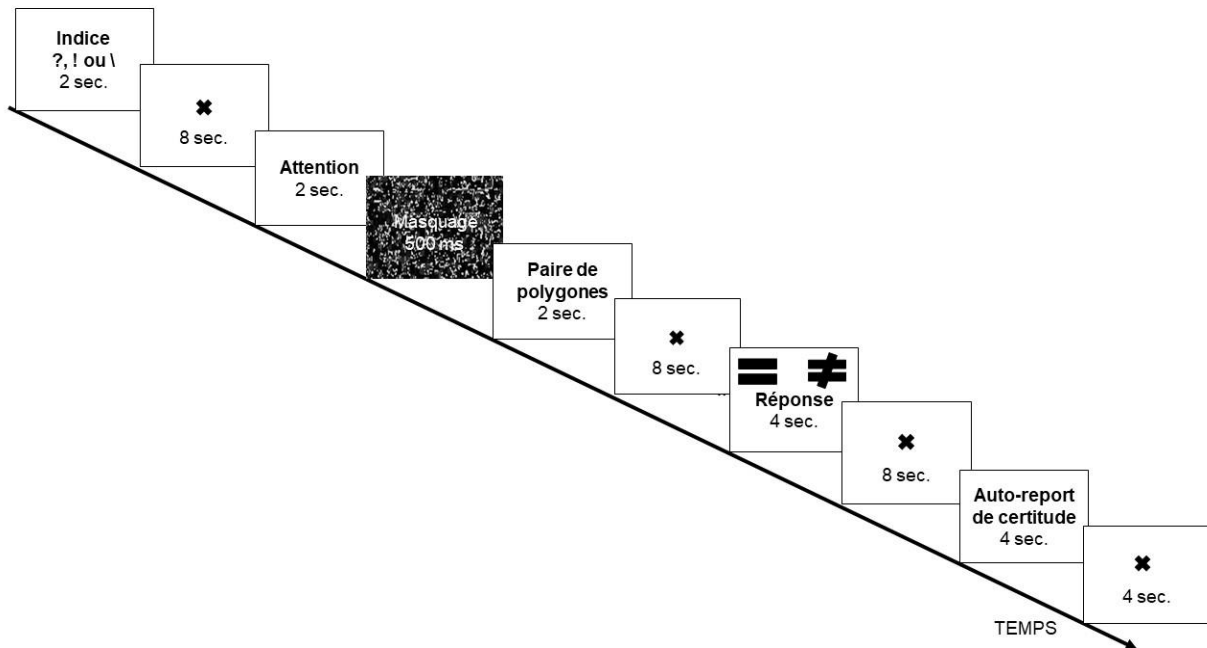 Indice
?, ! ou \
2 sec.
8 sec.
Attention
2 sec.
Masquage
500 ms
Paire de
polygones
2 sec.
8 sec.
= ≠
Réponse
4 sec.
8 sec.
Auto-report
de certitude
4 sec.
4 sec.
TEMPS